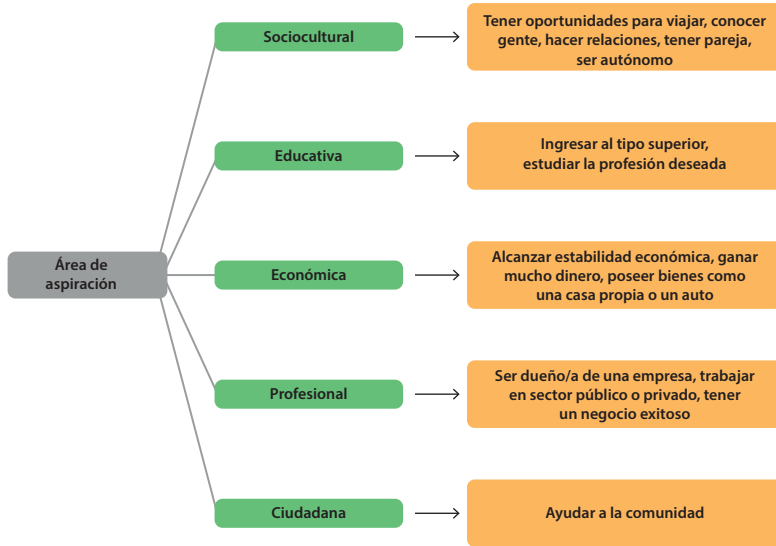 Sociocultural
Tener oportunidades para viajar, conocer
gente, hacer relaciones, tener pareja,
ser autónomo
Educativa
Ingresar al tipo superior,
estudiar la profesión deseada
Área de
aspiración
Económica
Alcanzar estabilidad económica, ganar
mucho dinero, poseer bienes como
una casa propia o un auto
Profesional
Ser dueño/a de una empresa, trabajar
en sector público o privado, tener
un negocio exitoso
Ciudadana
Ayudar a la comunidad